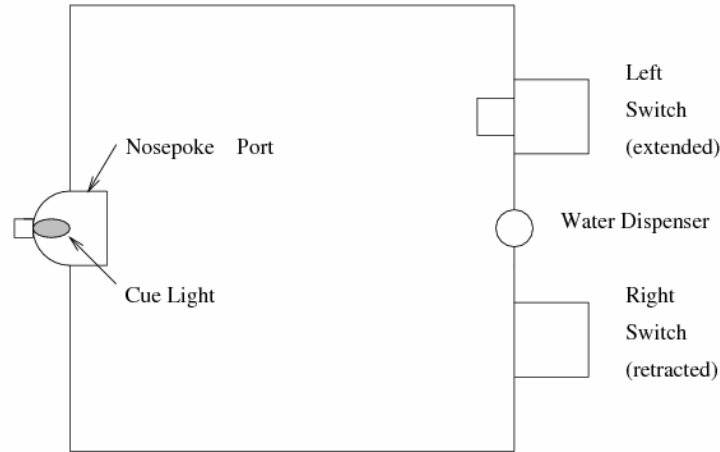 Left
Switch
(extended)
Nosepoke Port
Water Dispenser
Cue Light
Right
Switch
(retracted)